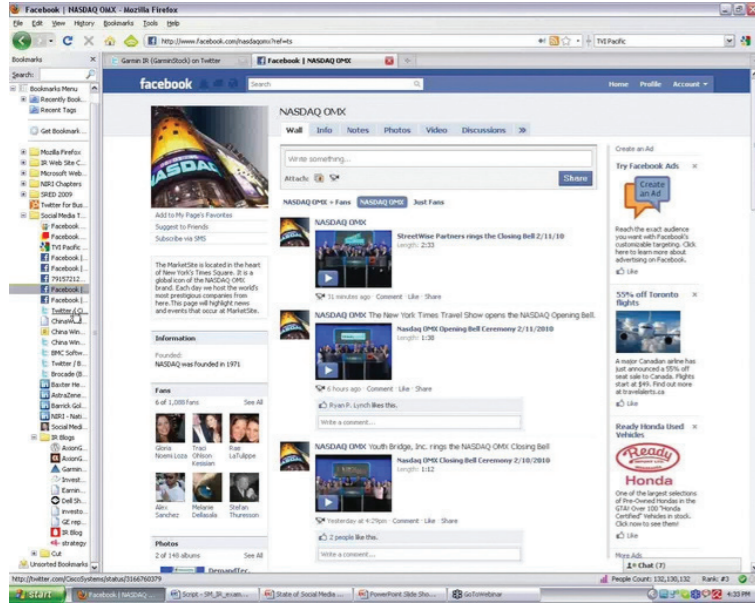 Facebook | NASDAQ OMX - Mozilla Firefox
File Edit View History Bookmarks Tools Help
http://www.facebook.com/nasdaqomx?ref=ts
TVI Pacific
Bookmarks
Search:
Bookmarks Menu
Recently Book...
Recent Tags
Get Bookmark...
Mozilla Firefox
IR Web Site C...
Microsoft Web...
NIRI Chapters
SRED 2009
Twitter for Bus...
Social Media T...
Facebook...
Facebook...
TVI Pacific ...
Facebook |...
Facebook |...
79157212...
Facebook |...
Facebook |...
Twitter / Ci...
China Win...
China Win...
BMC Softw...
Twitter / B...
Brocade (B...
Baxter He...
AstraZene...
Barrick Gol...
NIRI - Nati...
Social Medi...
IR Blogs
AxionG...
AxionG...
Garmin...
Invest...
Earnin...
Dell Sh...
investo...
GE rep...
IR Blog
strategy
Cut
Unsorted Bookmarks
Garmin IR (GarminStock) on Twitter
Facebook | NASDAQ OMX
facebook
Search
Home Profile Account
NASDAQ
Add to My Page's Favorites
Suggest to Friends
Subscribe via SMS
The MarketSite is located in the heart
of New York's Times Square. It is a
global icon of the NASDAQ OMX
brand. Each day we host the world's
most prestigious companies from
here. This page will highlight news
and events that occur at MarketSite.
Information
Founded:
NASDAQ was founded in 1971
Fans
6 of 1,088 fans See All
Gloria Noera Loza
Traci Ohlson Kessian
Rae LaTulippe
Alex Sanchez
Melanie Dellasala
Stefan Thuresson
Photos
2 of 148 albums See All
DemandTec,
NASDAQ OMX
Wall Info Notes Photos Video Discussions »
Write something...
Attach:
Share
NASDAQ OMX + Fans NASDAQ OMX Just Fans
NASDAQ OMX
StreetWise Partners rings the Closing Bell 2/11/10
Length: 2:33
31 minutes ago · Comment · Like · Share
NASDAQ OMX The New York Times Travel Show opens the NASDAQ Opening Bell.
Nasdaq OMX Opening Bell Ceremony 2/11/2010
Length: 1:38
6 hours ago · Comment · Like · Share
Ryan P. Lynch likes this.
Write a comment...
NASDAQ OMX Youth Bridge, Inc. rings the NASDAQ OMX Closing Bell
Nasdaq OMX Closing Bell Ceremony 2/10/2010
Length: 1:12
Yesterday at 4:29pm · Comment · Like · Share
2 people like this.
Write a comment...
Create an Ad
Try Facebook Ads
Create
an Ad
Reach the exact audience
you want with Facebook's
customizable targeting. Click
here to learn more about
advertising on Facebook.
Like
55% off Toronto
flights
A major Canadian airline has
just announced a 55% off
seat sale to Canada. Flights
start at $49. Find out more
at travelalerts.ca
Like
Ready Honda Used
Vehicles
Ready
Honda
One of the largest selections
of Pre-Owned Hondas in the
GTA! Over 100 "Honda
Certified" Vehicles in stock.
Click now to see them!
Like
More Ads
Chat (7)
http://twitter.com/CiscoSystems/status/3166760379
People Count: 132,130,132 Rank: #3
start
Facebook | NASDAQ ...
Script - SM_IR_exam...
State of Social Media ...
PowerPoint Slide Sho...
GoToWebinar
4:33 PM